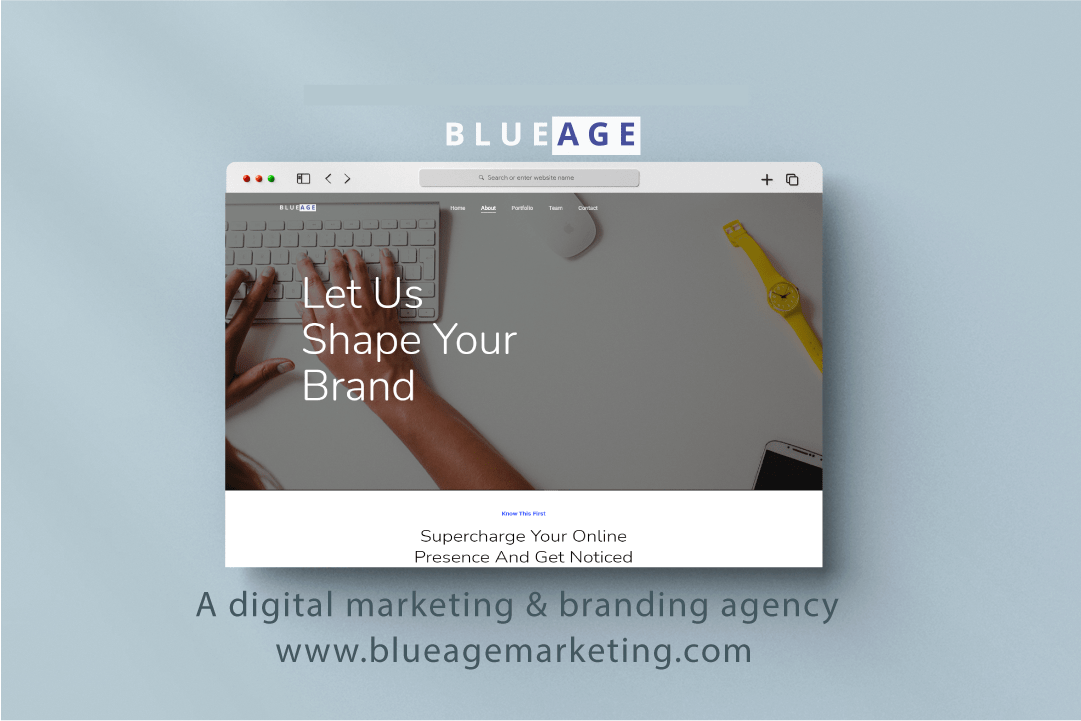 BLUEAGE
Search or enter website name
BLUEAGE
Home About Portfolio Team Contact
Let Us
Shape Your
Brand
Know This First
Supercharge Your Online
Presence And Get Noticed
A digital marketing & branding agency
www.blueagemarketing.com